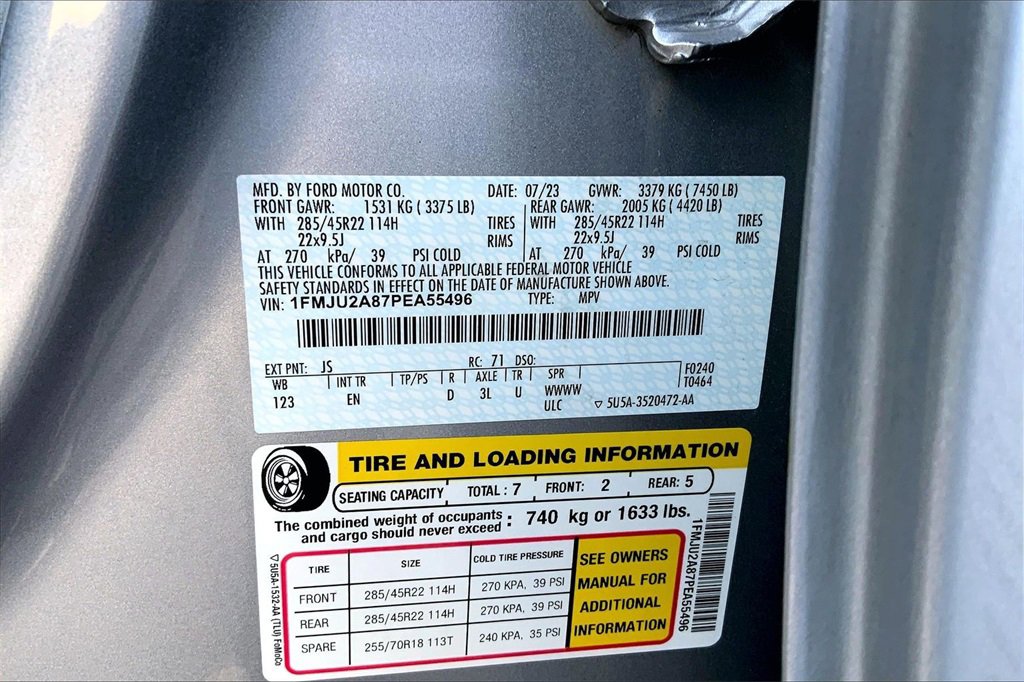 MFD. BY FORD MOTOR CO. DATE: 07/23 GVWR: 3379 KG ( 7450 LB)
FRONT GAWR: 1531 KG ( 3375 LB) REAR GAWR: 2005 KG ( 4420 LB)
WITH 285/45R22 114H TIRES WITH 285/45R22 114H TIRES
22x9.5J RIMS 22x9.5J RIMS
AT 270 kPa/ 39 PSI COLD AT 270 kPa/ 39 PSI COLD
THIS VEHICLE CONFORMS TO ALL APPLICABLE FEDERAL MOTOR VEHICLE
SAFETY STANDARDS IN EFFECT ON THE DATE OF MANUFACTURE SHOWN ABOVE.
VIN: 1FMJU2A87PEA55496 TYPE: MPV
EXT PNT: JS RC: 71 DSO:
WB INT TR TP/PS R AXLE TR SPR F0240
123 EN D 3L U WWWW T0464
ULC ▽ 5U5A-3520472-AA
TIRE AND LOADING INFORMATION
SEATING CAPACITY TOTAL : 7 FRONT: 2 REAR: 5
The combined weight of occupants
and cargo should never exceed : 740 kg or 1633 lbs.
TIRE SIZE COLD TIRE PRESSURE
FRONT 285/45R22 114H 270 KPA, 39 PSI
REAR 285/45R22 114H 270 KPA, 39 PSI
SPARE 255/70R18 113T 240 KPA, 35 PSI
SEE OWNERS
MANUAL FOR
ADDITIONAL
INFORMATION
1FMJU2A87PEA55496
▽ 5U5A-1532-AA (TLU) FoMoCo